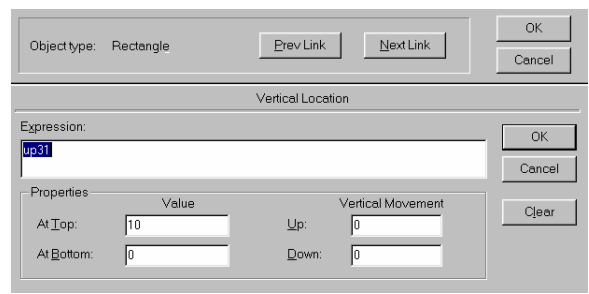 OK
Object type: Rectangle Prev Link Next Link
Cancel
Vertical Location
Expression:
up31
OK
Cancel
Properties
Value Vertical Movement
Clear
At Top: 10 Up: 0
At Bottom: 0 Down: 0